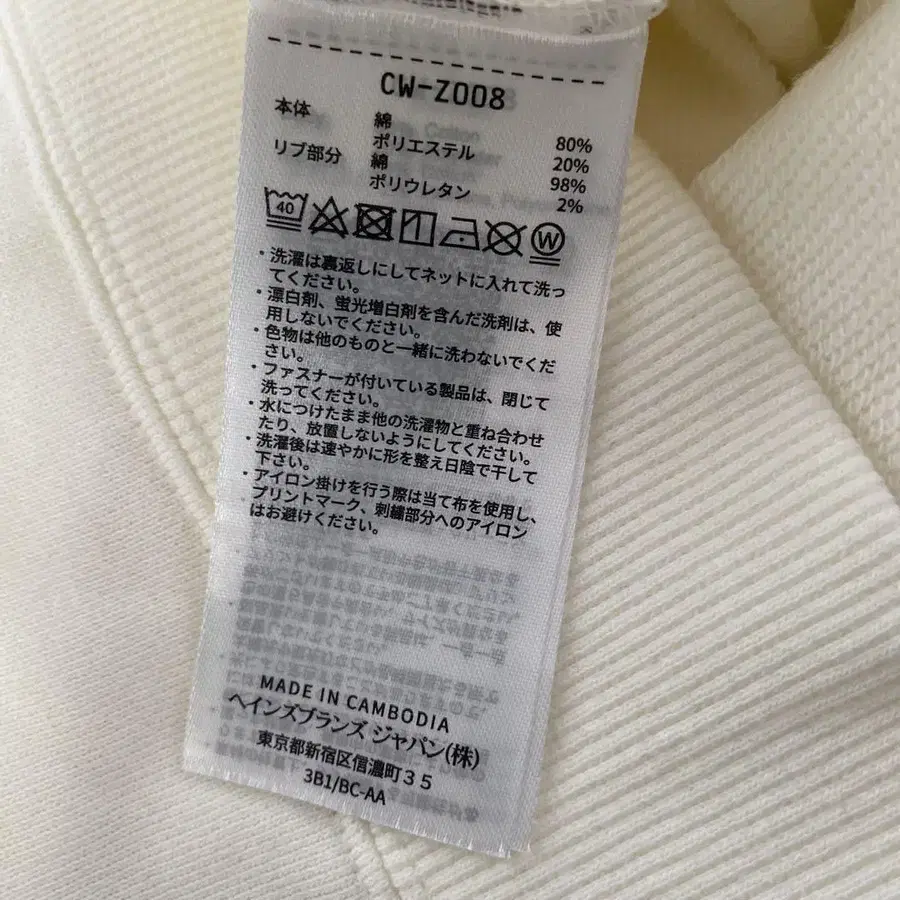 CW-Z008
本体 綿 80%
ポリエステル 20%
リブ部分 綿 98%
ポリウレタン 2%
40 W
・洗濯は裏返しにしてネットに入れて洗っ
てください。
・漂白剤、蛍光増白剤を含んだ洗剤は、使
用しないでください。
・色物は他のものと一緒に洗わないでくだ
さい。
・ファスナーが付いている製品は、閉じて
洗ってください。
・水につけたまま他の洗濯物と重ね合わせ
たり、放置しないようにしてください。
・洗濯後は速やかに形を整え日陰で干して
下さい。
・アイロン掛けを行う際は当て布を使用し、
プリントマーク、刺繍部分へのアイロン
はお避けください。
MADE IN CAMBODIA
ヘインズブランズ ジャパン(株)
東京都新宿区信濃町35
3B1/BC-AA